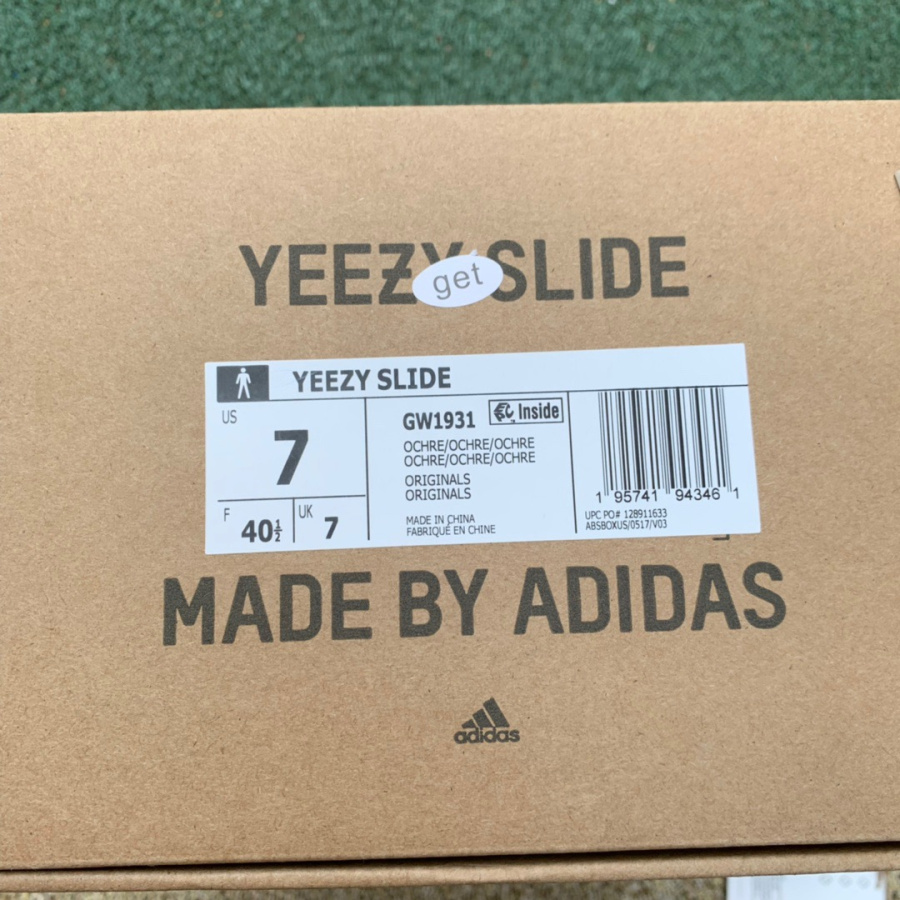 YEEZY SLIDE
get
YEEZY SLIDE
US
7
F
40½
UK
7
GW1931
Inside
OCHRE/OCHRE/OCHRE
OCHRE/OCHRE/OCHRE
ORIGINALS
ORIGINALS
MADE IN CHINA
FABRIQUÉ EN CHINE
1 95741 94346 1
UPC PO# 128911633
ABSBOXUS/0517/V03
MADE BY ADIDAS
adidas